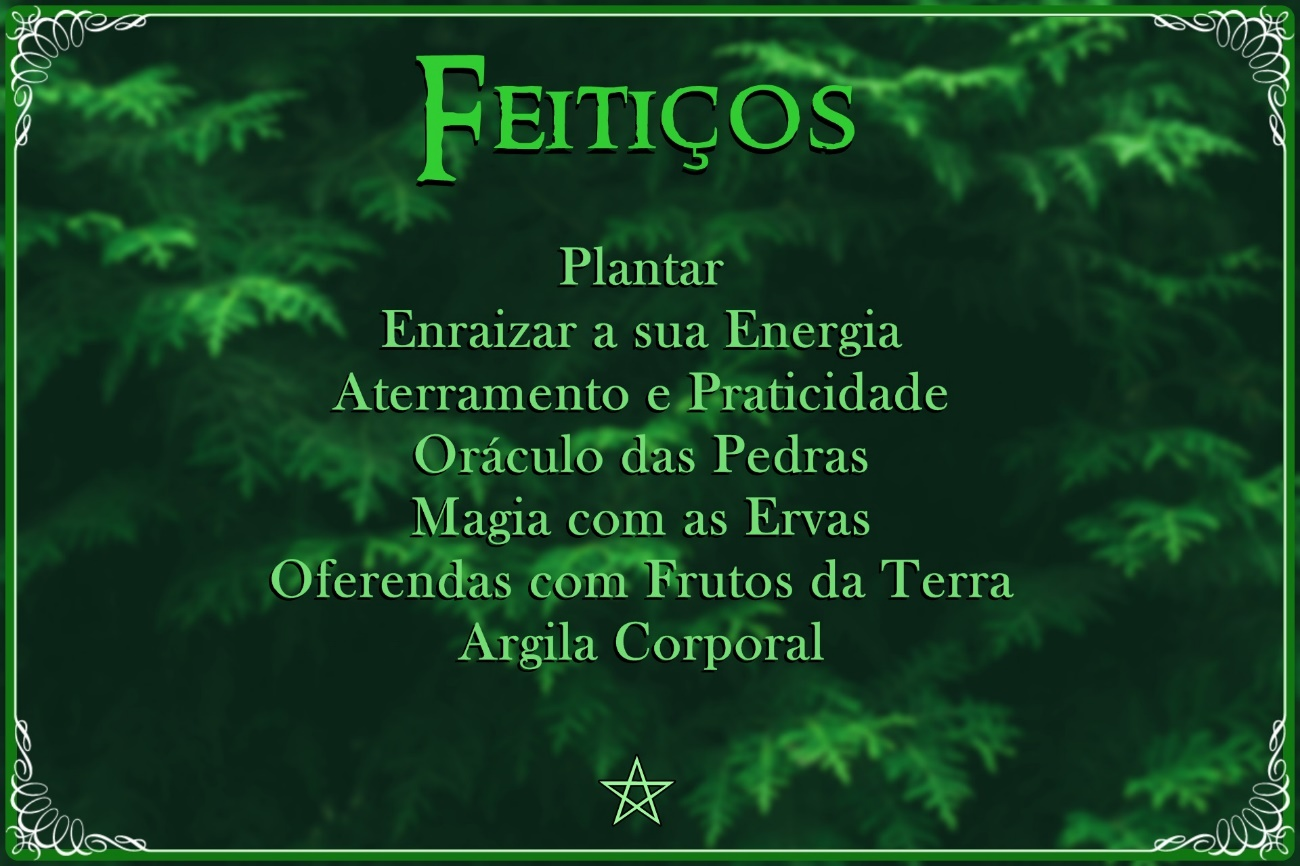 Feitiços
Plantar
Enraizar a sua Energia
Aterramento e Praticidade
Oráculo das Pedras
Magia com as Ervas
Oferendas com Frutos da Terra
Argila Corporal